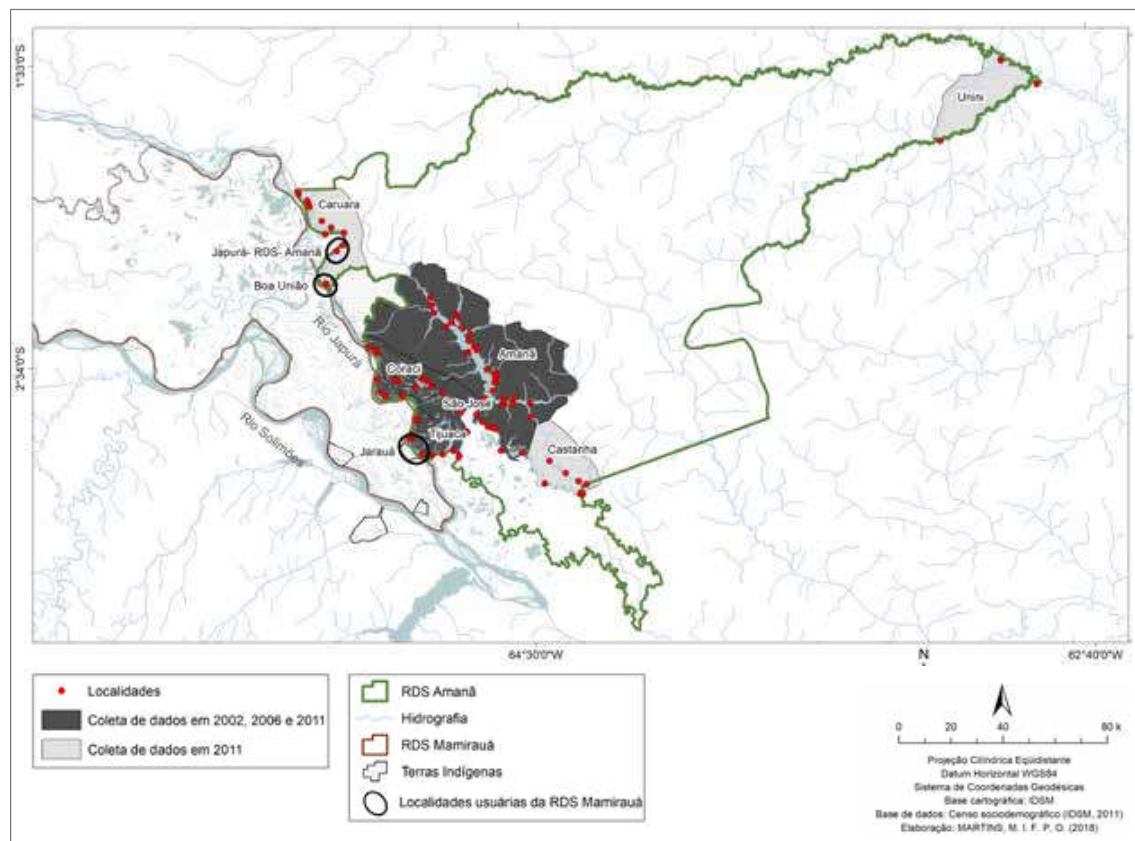 1°33'0"S
2°34'0"S
Unini
Caruara
Japurá- RDS- Amanã
Boa União
Rio Japurá
Amanã
Coraci
São José
Rio Solimões
Tijuaca
Jarauá
Castanha
64°30'0"W
N
62°40'0"W
Localidades
Coleta de dados em 2002, 2006 e 2011
Coleta de dados em 2011
RDS Amanã
Hidrografia
RDS Mamirauá
Terras Indígenas
Localidades usuárias da RDS Mamirauá
0 20 40 60 80 k
Projeção Cilíndrica Eqüidistante
Datum Horizontal WGS84
Sistema de Coordenadas Geodésicas
Base cartográfica: IDSM
Base de dados: Censo sociodemográfico (IDSM, 2011)
Elaboração: MARTINS, M. I. F. P. O. (2018)